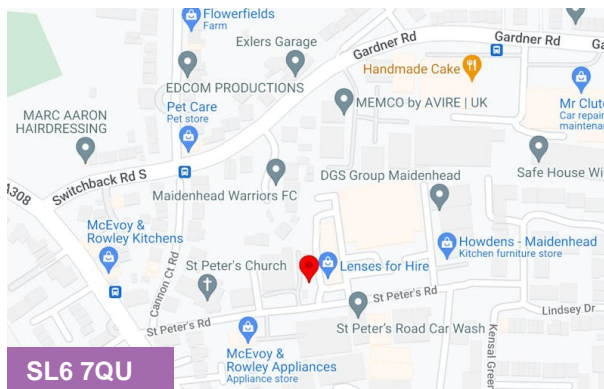 Flowerfields
Farm
Exlers Garage
Gardner Rd
Gardner Rd
Ga
EDCOM PRODUCTIONS
Handmade Cake
MARC AARON
HAIRDRESSING
Pet Care
Pet store
MEMCO by AVIRE | UK
Mr Clut
Car repair
maintena
A308
Switchback Rd S
Maidenhead Warriors FC
DGS Group Maidenhead
Safe House Wi
McEvoy &
Rowley Kitchens
Cannon Ct Rd
St Peter's Church
Lenses for Hire
Howdens - Maidenhead
Kitchen furniture store
St Peter's Rd
St Peter's Rd
St Peter's Road Car Wash
Lindsey Dr
Kensal Green
McEvoy &
Rowley Appliances
Appliance store
SL6 7QU